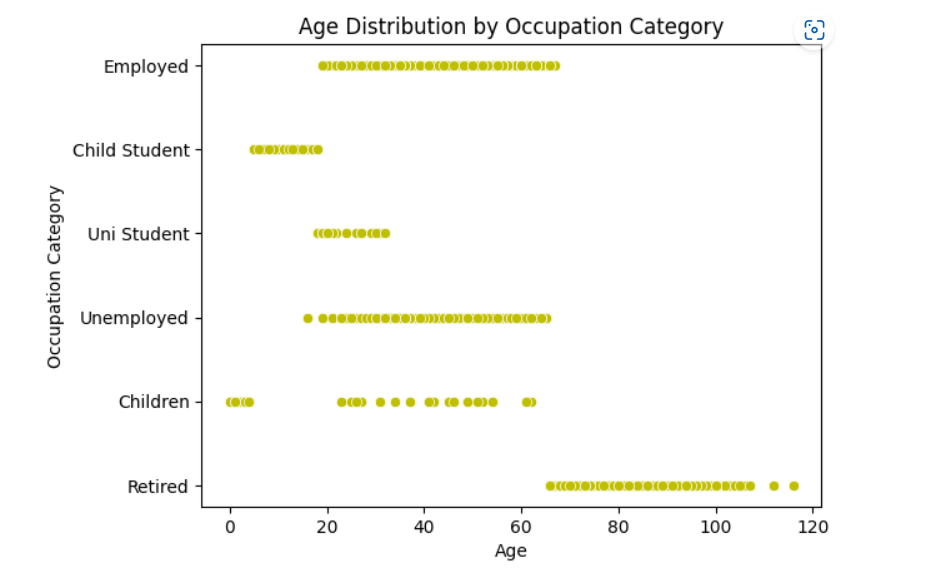 Age Distribution by Occupation Category
Employed
Child Student
Uni Student
Unemployed
Children
Retired
Occupation Category
0 20 40 60 80 100 120
Age